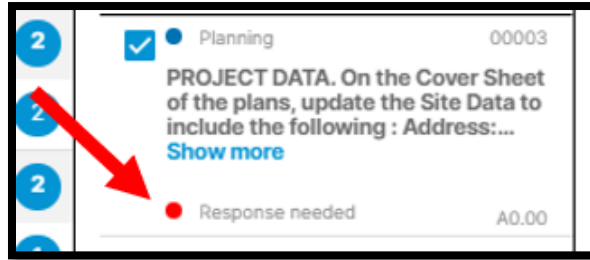 2
Planning 00003
PROJECT DATA. On the Cover Sheet
of the plans, update the Site Data to
2
include the following : Address:...
Show more
2
Response needed A0.00